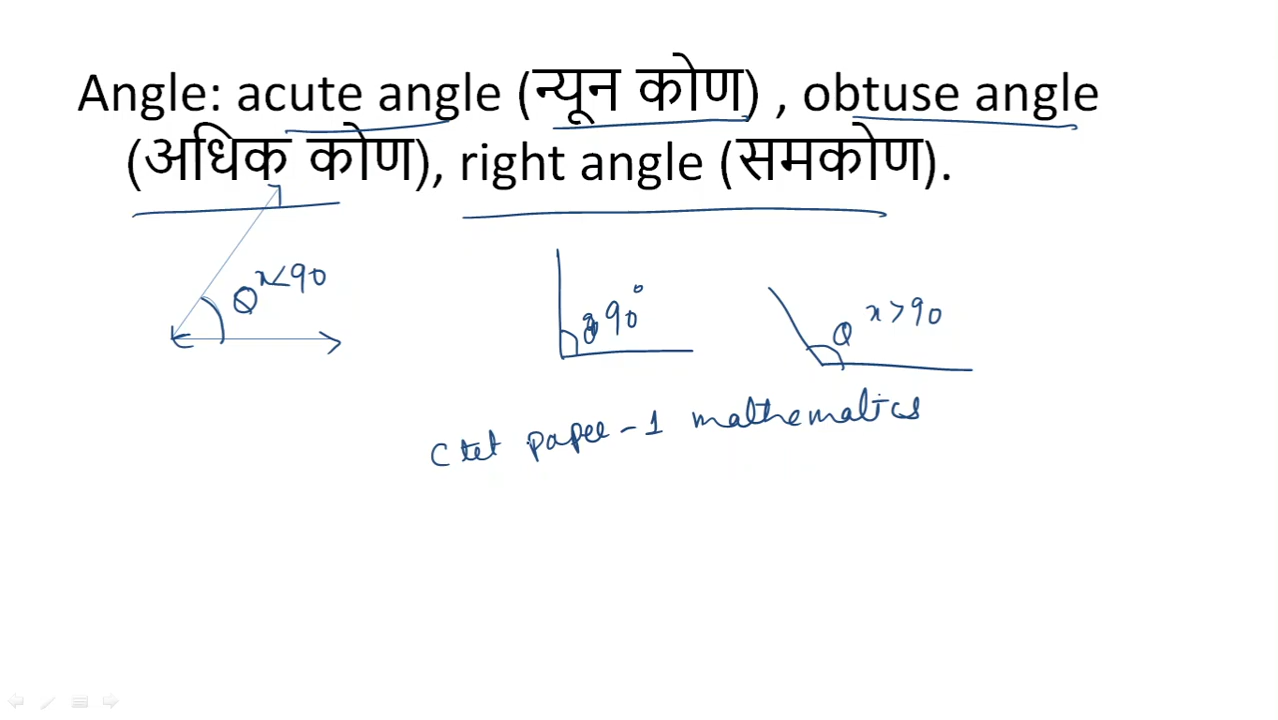 Angle: acute angle (न्यून कोण) , obtuse angle
(अधिक कोण), right angle (समकोण).
θ x<90
90°
θ x>90
Ctet paper-1 mathematics